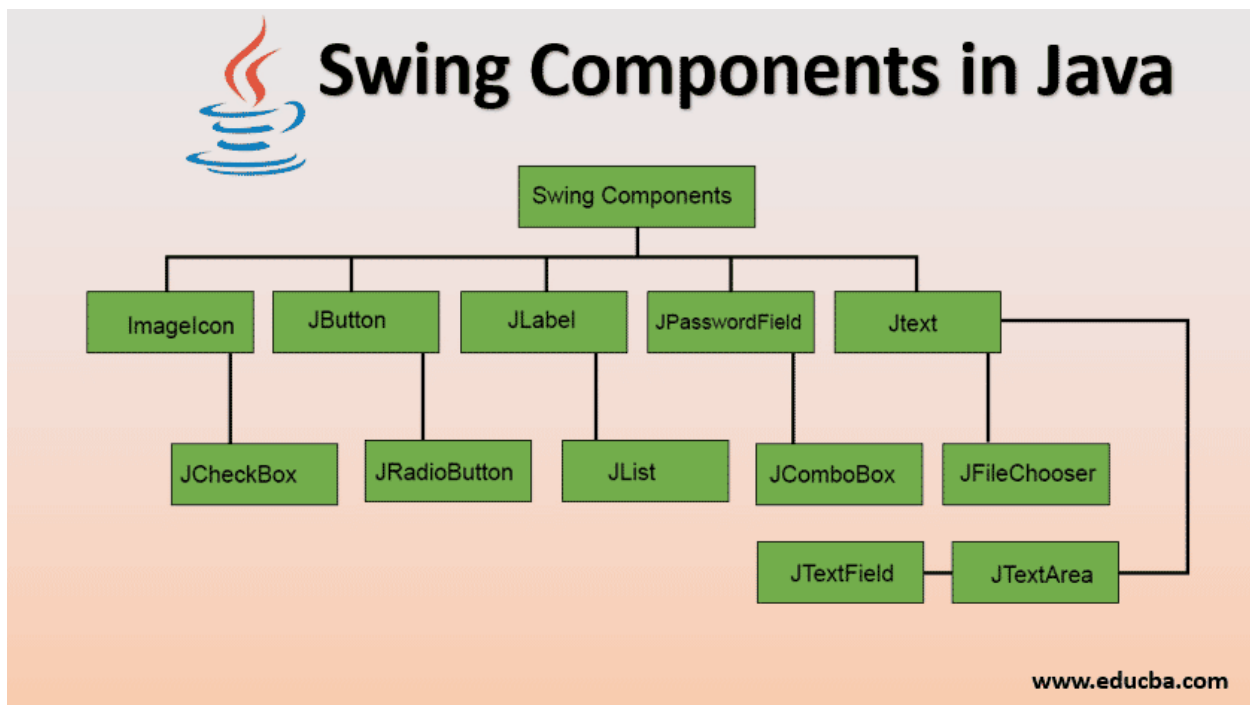 Swing Components in Java
Swing Components
ImageIcon
JButton
JLabel
JPasswordField
Jtext
JCheckBox
JRadioButton
JList
JComboBox
JFileChooser
JTextField
JTextArea
www.educba.com